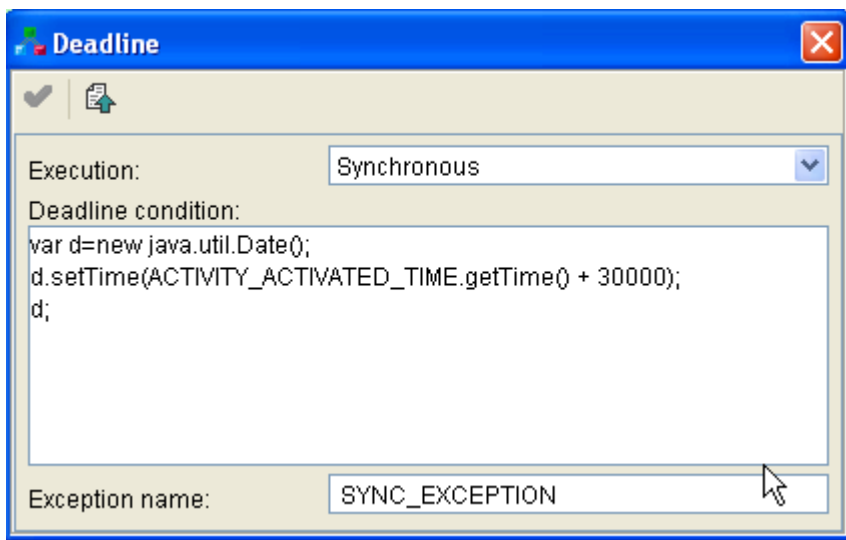 Deadline
Execution:
Synchronous
Deadline condition:
var d=new java.util.Date();
d.setTime(ACTIVITY_ACTIVATED_TIME.getTime() + 30000);
d;
Exception name:
SYNC_EXCEPTION